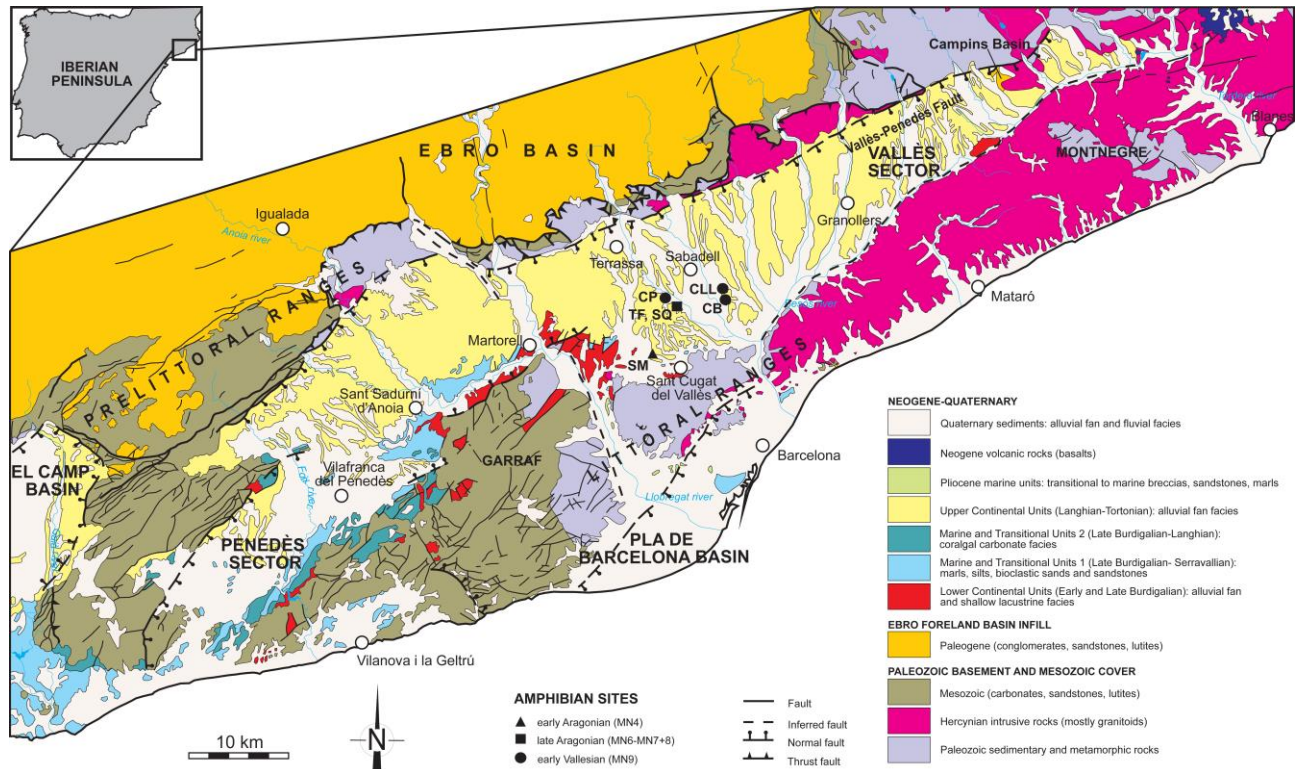 IBERIAN
PENINSULA
Campins Basin
Blanes
EBRO BASIN
Vallès-Penedès Fault
VALLÈS
SECTOR
MONTNEGRE
Igualada
Anoia river
Granollers
Terrassa
Sabadell
CLL
CP
CB
TF, SQ
Mataró
PRELITTORAL RANGES
Martorell
SM
Sant Cugat
del Vallès
LITTORAL RANGES
Sant Sadurní
d'Anoia
Barcelona
EL CAMP
BASIN
GARRAF
Vilafranca
del Penedès
Llobregat river
PENEDÈS
SECTOR
PLA DE
BARCELONA BASIN
Vilanova i la Geltrú
10 km
N
AMPHIBIAN SITES
early Aragonian (MN4)
late Aragonian (MN6-MN7+8)
early Vallesian (MN9)
Fault
Inferred fault
Normal fault
Thrust fault
NEOGENE-QUATERNARY
Quaternary sediments: alluvial fan and fluvial facies
Neogene volcanic rocks (basalts)
Pliocene marine units: transitional to marine breccias, sandstones, marls
Upper Continental Units (Langhian-Tortonian): alluvial fan facies
Marine and Transitional Units 2 (Late Burdigalian-Langhian):
coralgal carbonate facies
Marine and Transitional Units 1 (Late Burdigalian- Serravallian):
marls, silts, bioclastic sands and sandstones
Lower Continental Units (Early and Late Burdigalian): alluvial fan
and shallow lacustrine facies
EBRO FORELAND BASIN INFILL
Paleogene (conglomerates, sandstones, lutites)
PALEOZOIC BASEMENT AND MESOZOIC COVER
Mesozoic (carbonates, sandstones, lutites)
Hercynian intrusive rocks (mostly granitoids)
Paleozoic sedimentary and metamorphic rocks